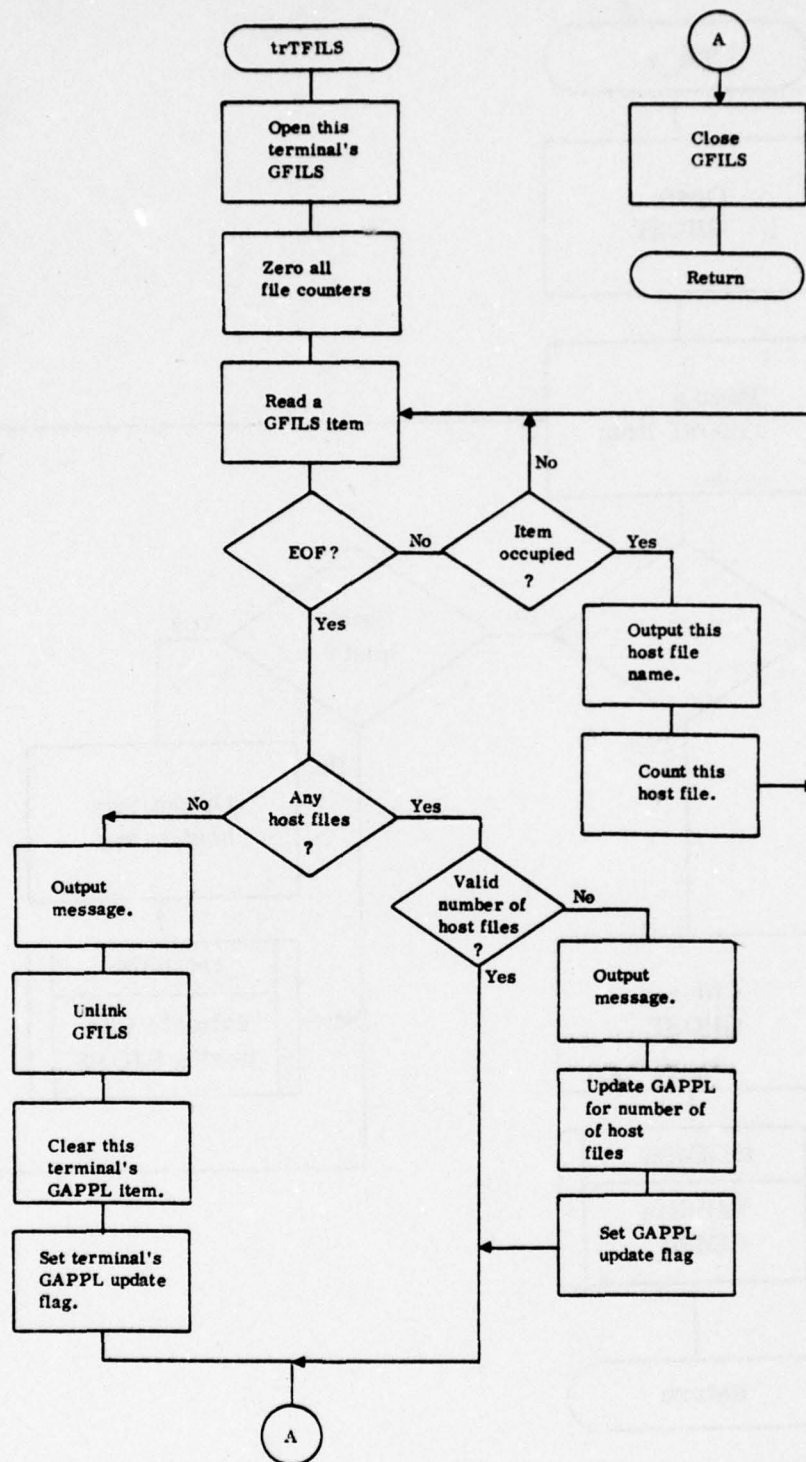 trTFILS
Open this
terminal's
GFILS
Zero all
file counters
Read a
GFILS item
EOF?
No
Yes
Item
occupied
?
No
Yes
Output this
host file
name.
Count this
host file.
Any
host files
?
No
Yes
Output
message.
Unlink
GFILS
Clear this
terminal's
GAPPL item.
Set terminal's
GAPPL update
flag.
Valid
number of
host files
?
No
Yes
Output
message.
Update GAPPL
for number of
of host
files
Set GAPPL
update flag
A
A
Close
GFILS
Return